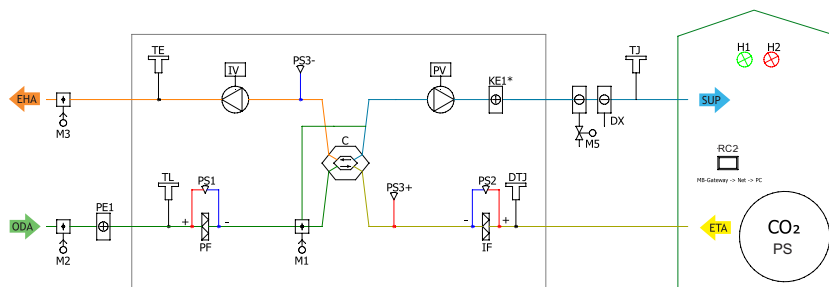 TE
IV
PS3-
PV
KE1*
TJ
H1 H2
EHA
M3
SUP
DX
M5
C
RC2
MB-Gateway -> Net -> PC
TL
PS1
PS3+
PS2
DTJ
PE1
ODA
+ -
- +
ETA
M2
PF
M1
IF
CO₂
PS